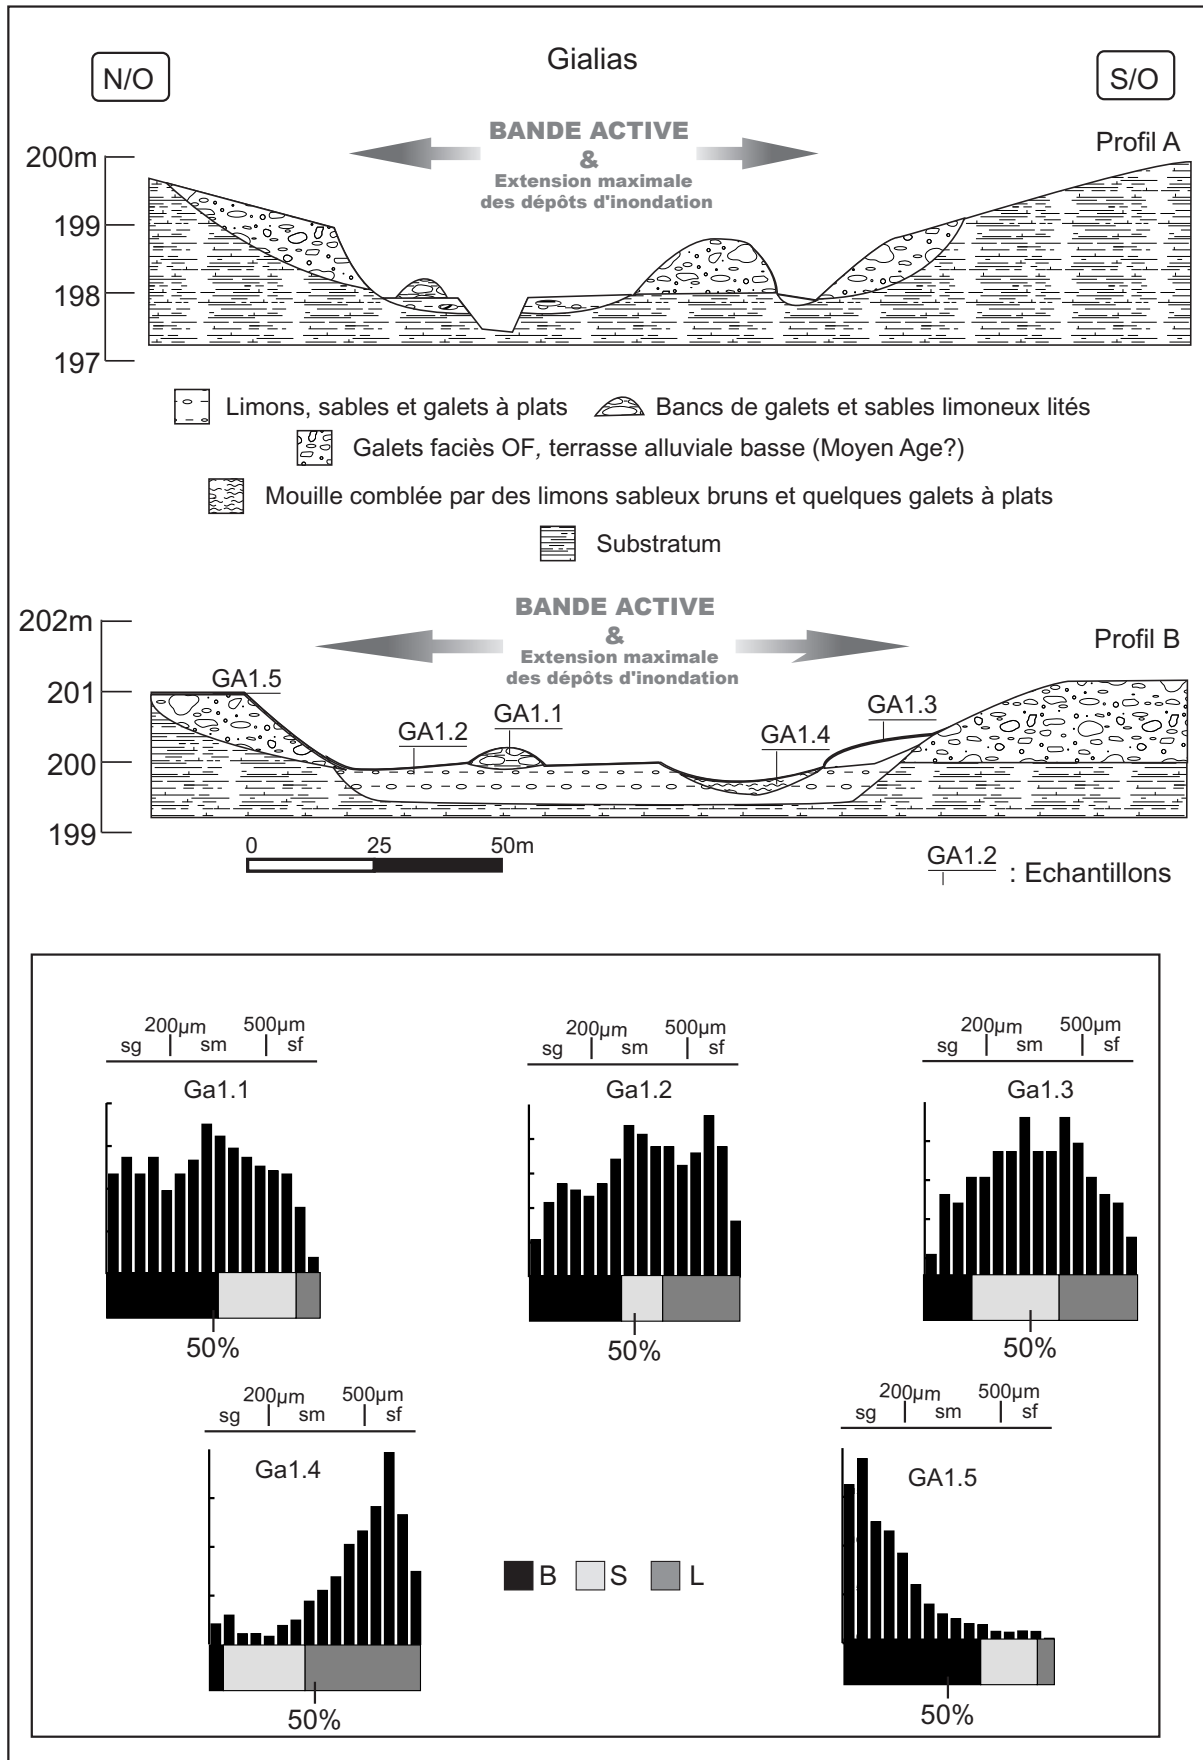 N/O
Gialias
S/O
BANDE ACTIVE
&
Extension maximale
des dépôts d'inondation
Profil A
200m
199
198
197
Limons, sables et galets à plats
Bancs de galets et sables limoneux lités
Galets faciès OF, terrasse alluviale basse (Moyen Age?)
Mouille comblée par des limons sableux bruns et quelques galets à plats
Substratum
BANDE ACTIVE
&
Extension maximale
des dépôts d'inondation
Profil B
202m
201
200
199
GA1.5
GA1.2
GA1.1
GA1.4
GA1.3
0 25 50m
GA1.2 : Echantillons
200µm 500µm
sg sm sf
Ga1.1
50%
200µm 500µm
sg sm sf
Ga1.2
50%
200µm 500µm
sg sm sf
Ga1.3
50%
200µm 500µm
sg sm sf
Ga1.4
50%
B S L
200µm 500µm
sg sm sf
GA1.5
50%